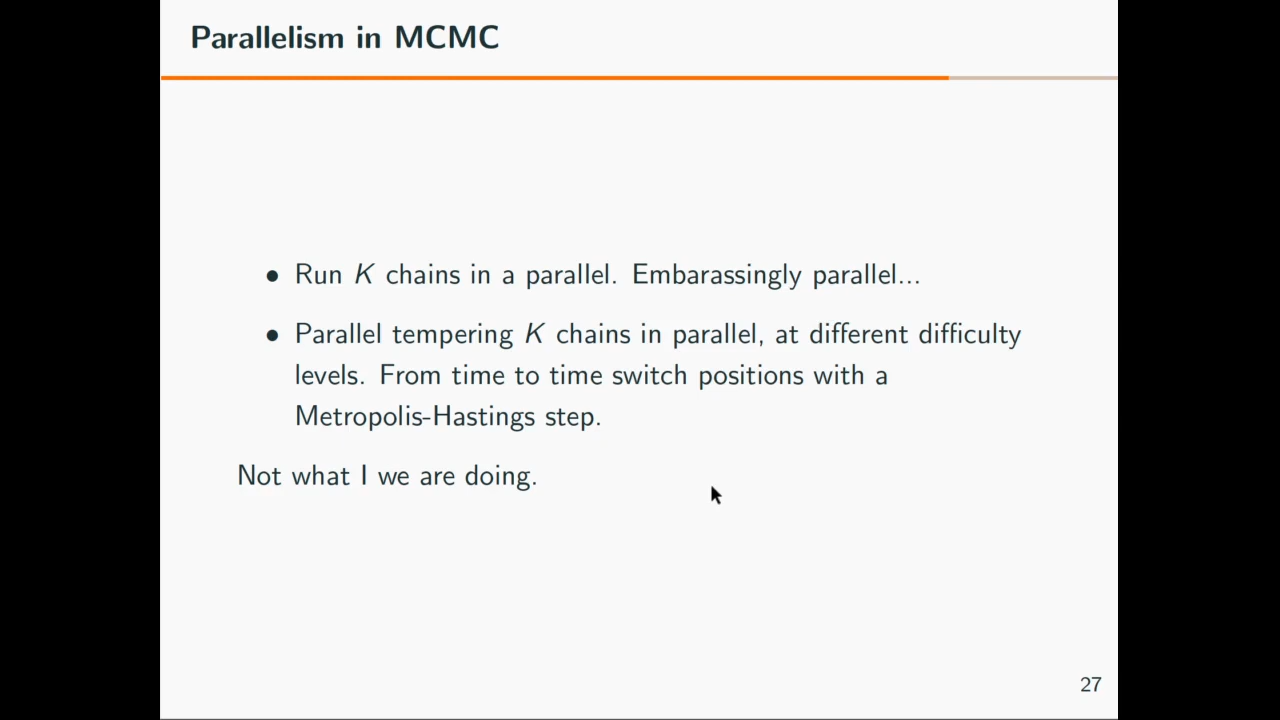 Parallelism in MCMC
• Run K chains in a parallel. Embarassingly parallel...
• Parallel tempering K chains in parallel, at different difficulty
levels. From time to time switch positions with a
Metropolis-Hastings step.
Not what I we are doing.
27